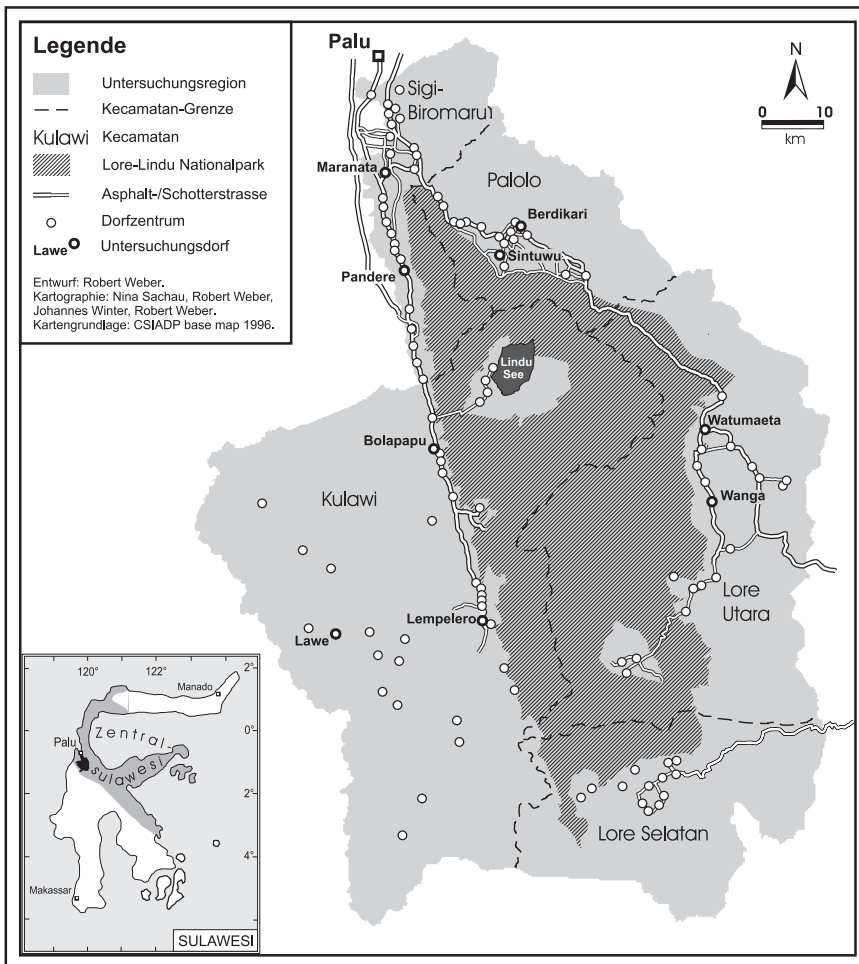 Legende
Untersuchungsregion
Kecamatan-Grenze
Kulawi Kecamatan
Lore-Lindu Nationalpark
Asphalt-/Schotterstrasse
Dorfzentrum
Lawe Untersuchungsdorf
Entwurf: Robert Weber.
Kartographie: Nina Sachau, Robert Weber,
Johannes Winter, Robert Weber.
Kartengrundlage: CSIADP base map 1996.
Palu
Sigi-
Biromaru
N
0 10
km
Maranata
Palolo
Berdikari
Sintuwu
Pandere
Lindu
See
Watumaeta
Bolapapu
Kulawi
Wanga
Lore
Utara
Lempelero
Lawe
Lore Selatan
120° 122°
2°
Manado
0°
Palu
Zentral-
sulawesi
2°
4°
Makassar
SULAWESI